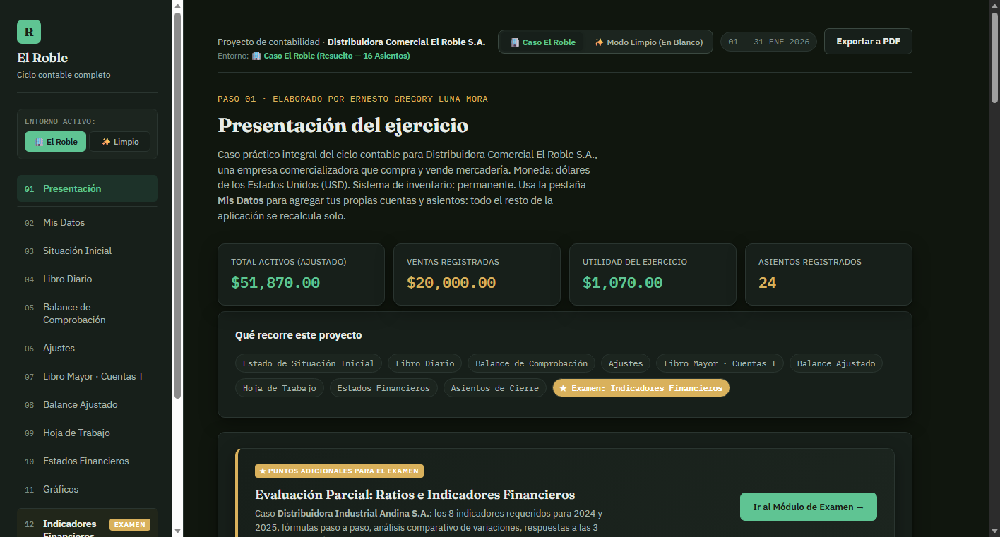 R
El Roble
Ciclo contable completo
ENTORNO ACTIVO:
El Roble
Limpio
01 Presentación
02 Mis Datos
03 Situación Inicial
04 Libro Diario
05 Balance de
Comprobación
06 Ajustes
07 Libro Mayor · Cuentas T
08 Balance Ajustado
09 Hoja de Trabajo
10 Estados Financieros
11 Gráficos
12 Indicadores EXAMEN
Financieros
Proyecto de contabilidad · Distribuidora Comercial El Roble S.A.
Entorno: Caso El Roble (Resuelto — 16 Asientos)
Caso El Roble
Modo Limpio (En Blanco)
01 — 31 ENE 2026
Exportar a PDF
PASO 01 · ELABORADO POR ERNESTO GREGORY LUNA MORA
Presentación del ejercicio
Caso práctico integral del ciclo contable para Distribuidora Comercial El Roble S.A.,
una empresa comercializadora que compra y vende mercadería. Moneda: dólares
de los Estados Unidos (USD). Sistema de inventario: permanente. Usa la pestaña
Mis Datos para agregar tus propias cuentas y asientos: todo el resto de la
aplicación se recalcula solo.
TOTAL ACTIVOS (AJUSTADO)
$51,870.00
VENTAS REGISTRADAS
$20,000.00
UTILIDAD DEL EJERCICIO
$1,070.00
ASIENTOS REGISTRADOS
24
Qué recorre este proyecto
Estado de Situación Inicial
Libro Diario
Balance de Comprobación
Ajustes
Libro Mayor · Cuentas T
Balance Ajustado
Hoja de Trabajo
Estados Financieros
Asientos de Cierre
★ Examen: Indicadores Financieros
★ PUNTOS ADICIONALES PARA EL EXAMEN
Evaluación Parcial: Ratios e Indicadores Financieros
Caso Distribuidora Industrial Andina S.A.: los 8 indicadores requeridos para 2024 y
2025, fórmulas paso a paso, análisis comparativo de variaciones, respuestas a las 3
Ir al Módulo de Examen →